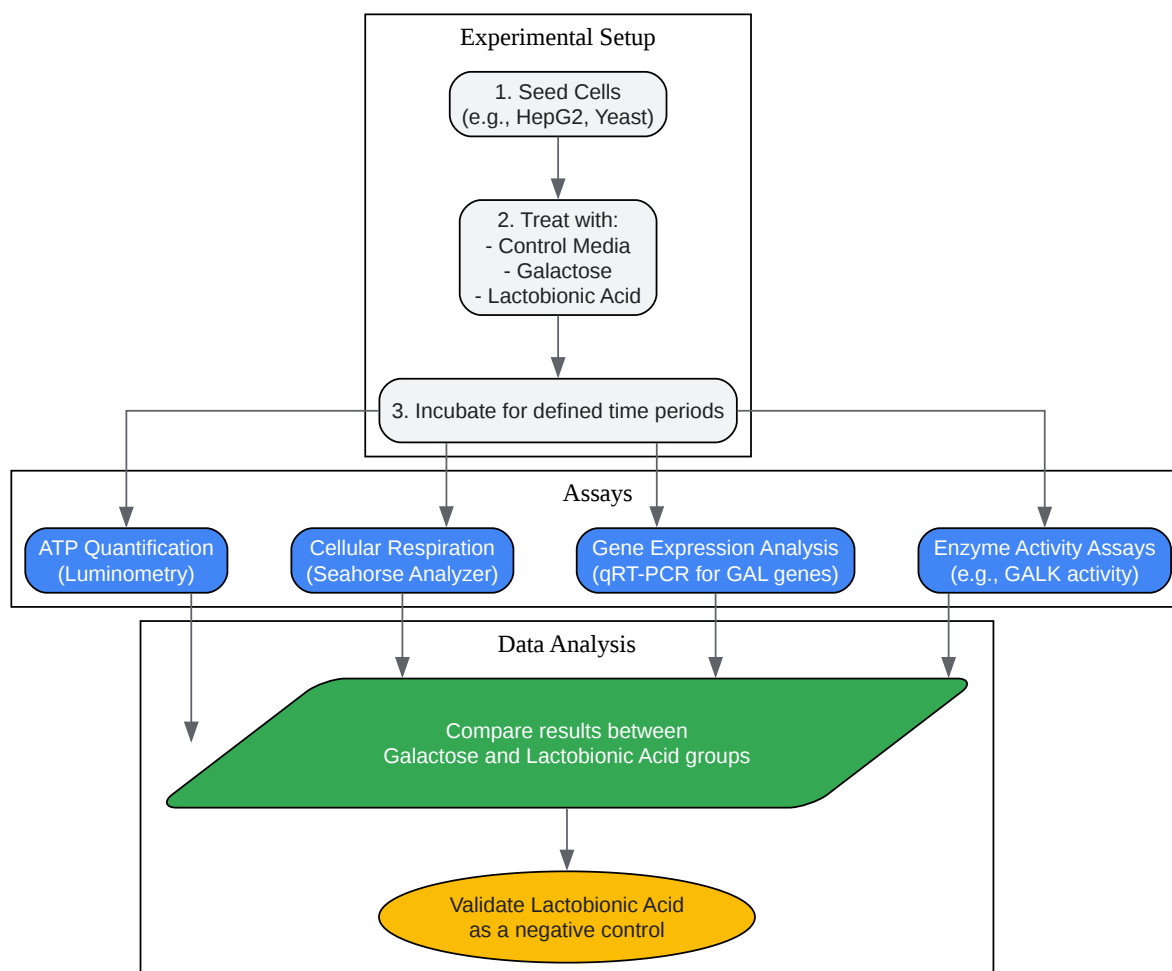 Experimental Setup
1. Seed Cells
(e.g., HepG2, Yeast)
2. Treat with:
- Control Media
- Galactose
- Lactobionic Acid
3. Incubate for defined time periods
Assays
ATP Quantification
(Luminometry)
Cellular Respiration
(Seahorse Analyzer)
Gene Expression Analysis
(qRT-PCR for GAL genes)
Enzyme Activity Assays
(e.g., GALK activity)
Data Analysis
Compare results between
Galactose and Lactobionic Acid groups
Validate Lactobionic Acid
as a negative control